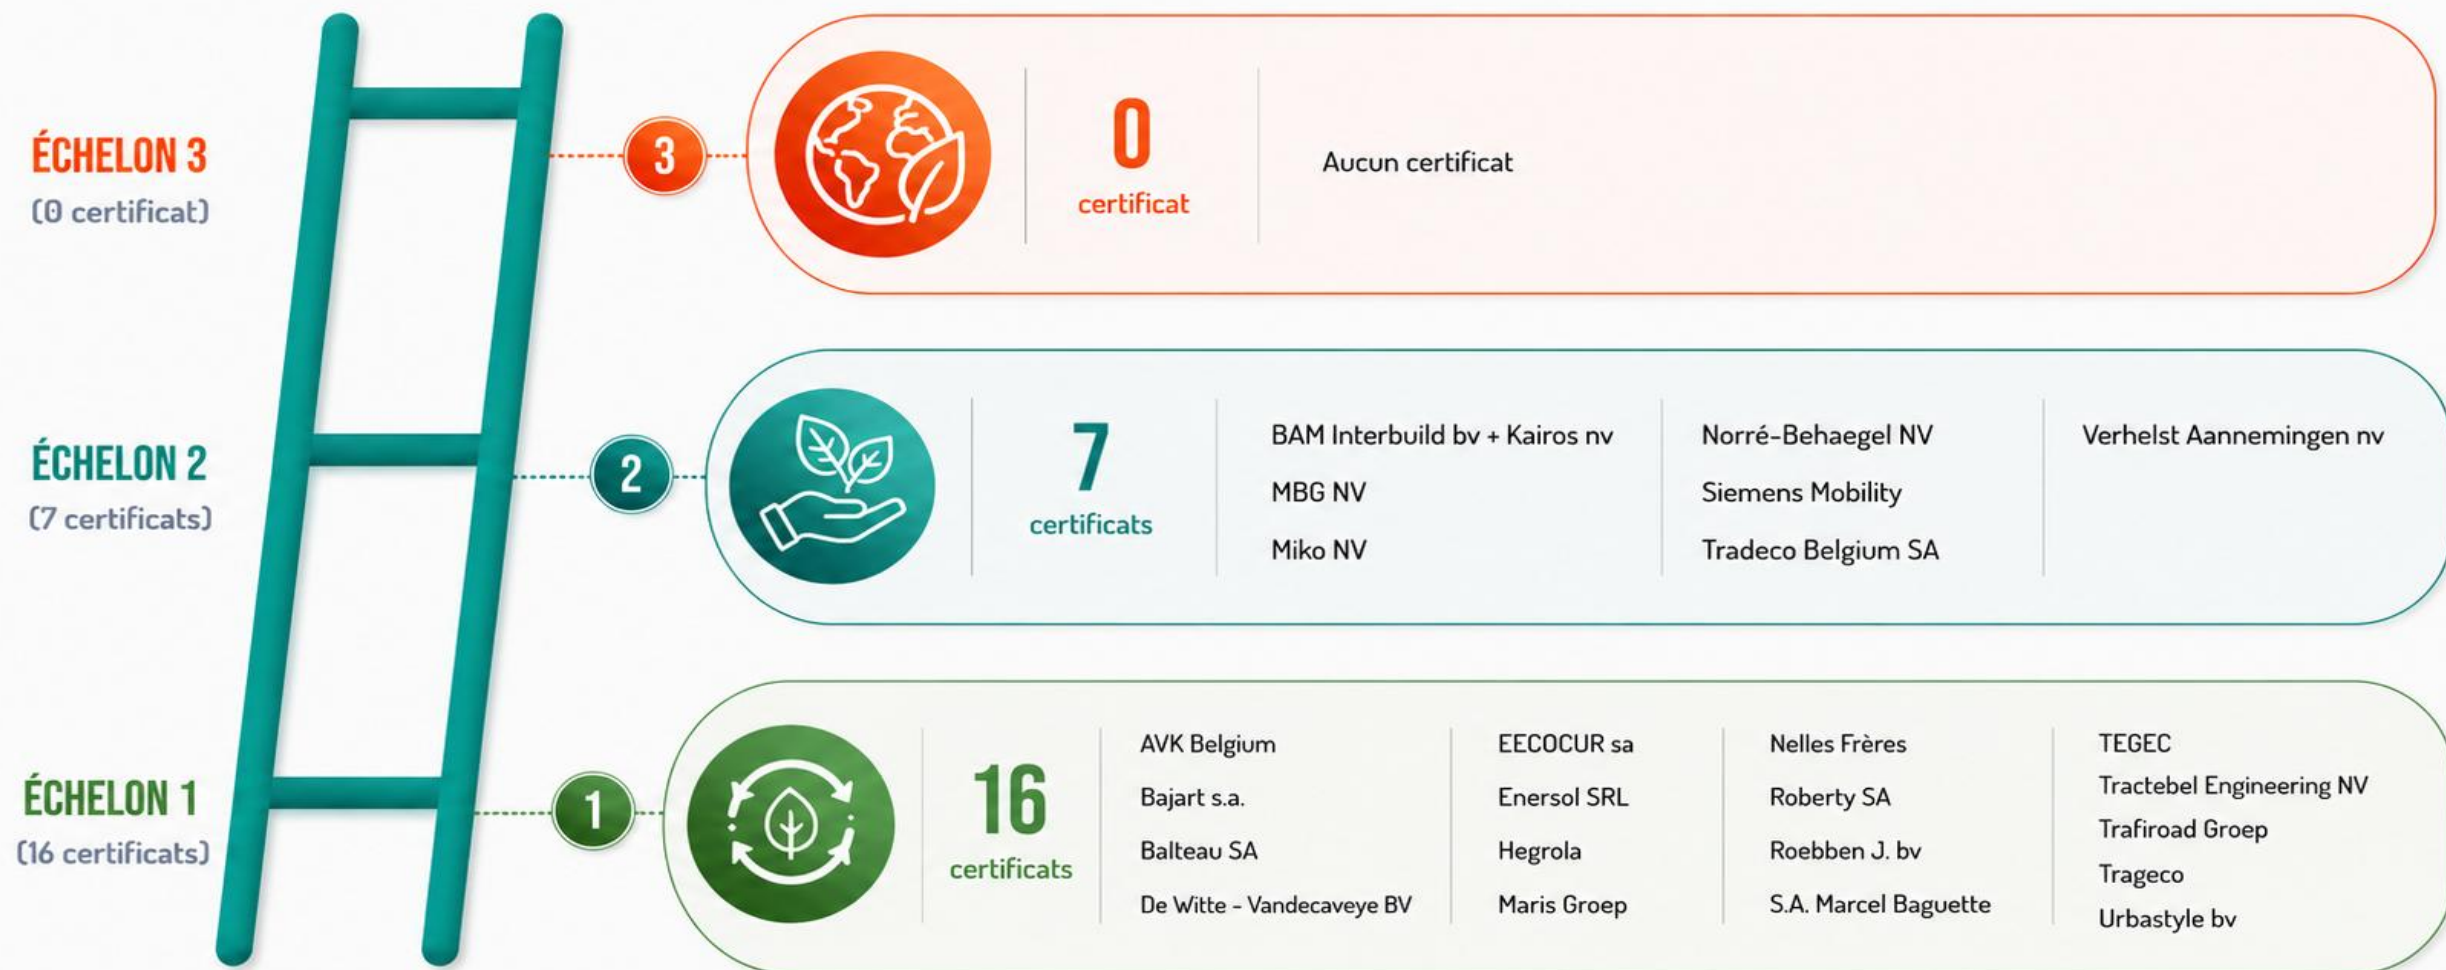 ÉCHELON 3
(0 certificat)
3
0
certificat
Aucun certificat
ÉCHELON 2
(7 certificats)
2
7
certificats
BAM Interbuild bv + Kairos nv
MBG NV
Miko NV
Norré-Behaegel NV
Siemens Mobility
Tradeco Belgium SA
Verhelst Aannemingen nv
ÉCHELON 1
(16 certificats)
1
16
certificats
AVK Belgium
Bajart s.a.
Balteau SA
De Witte - Vandecaveye BV
EECOCUR sa
Enersol SRL
Hegrola
Maris Groep
Nelles Frères
Roberty SA
Roebben J. bv
S.A. Marcel Baguette
TEGEC
Tractebel Engineering NV
Trafiroad Groep
Trageco
Urbastyle bv